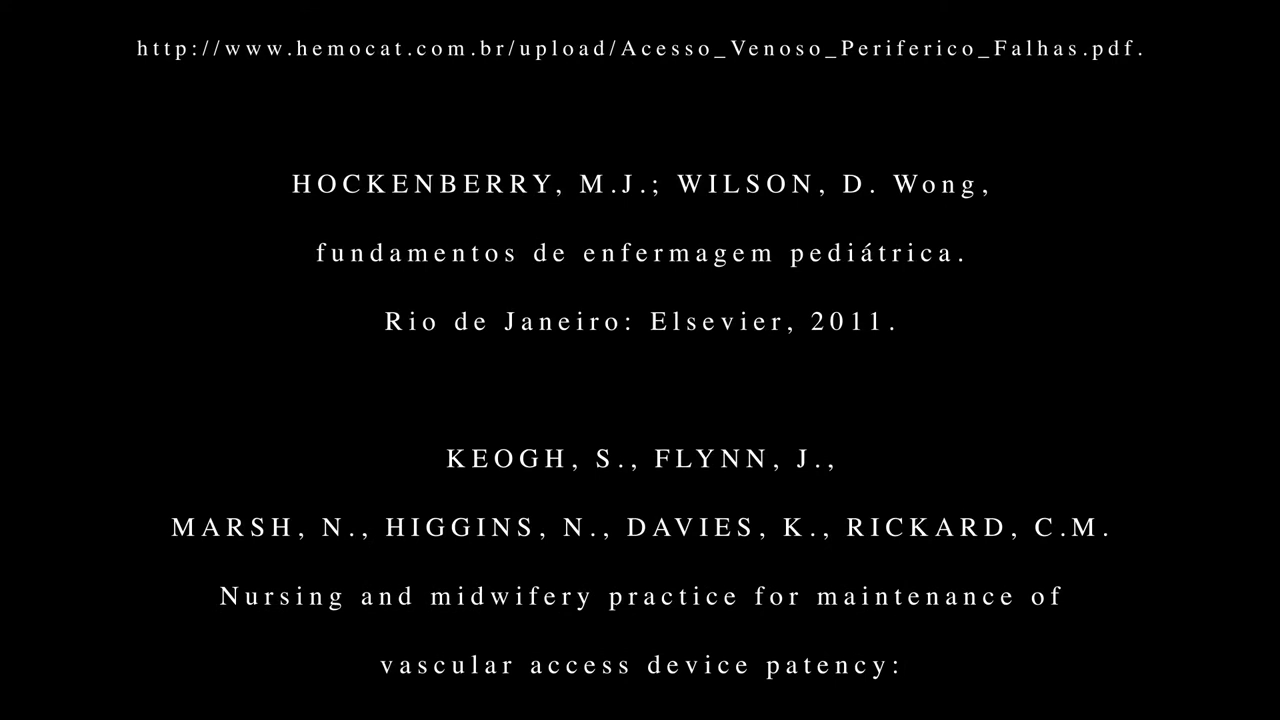 http://www.hemocat.com.br/upload/Acesso_Venoso_Periferico_Falhas.pdf.
HOCKENBERRY, M.J.; WILSON, D. Wong,
fundamentos de enfermagem pediátrica.
Rio de Janeiro: Elsevier, 2011.
KEOGH, S., FLYNN, J.,
MARSH, N., HIGGINS, N., DAVIES, K., RICKARD, C.M.
Nursing and midwifery practice for maintenance of
vascular access device patency: